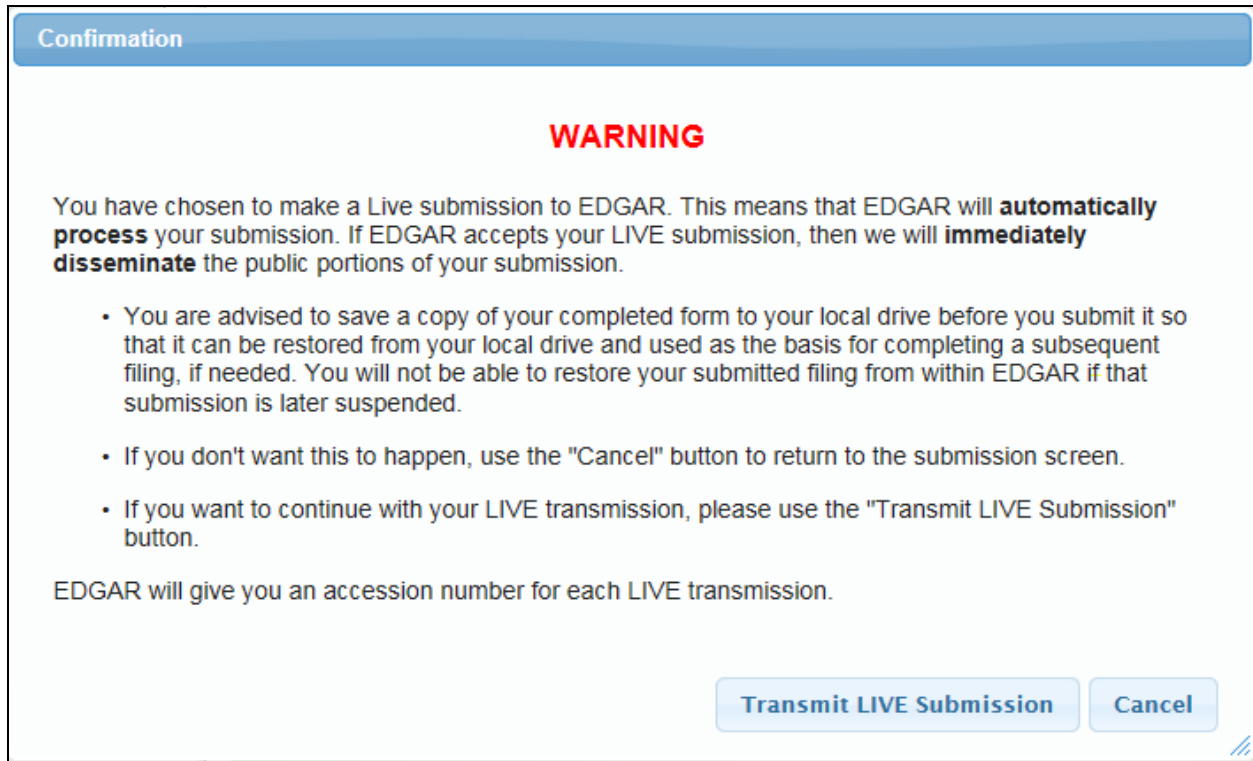 Confirmation
WARNING
You have chosen to make a Live submission to EDGAR. This means that EDGAR will automatically
process your submission. If EDGAR accepts your LIVE submission, then we will immediately
disseminate the public portions of your submission.
• You are advised to save a copy of your completed form to your local drive before you submit it so
that it can be restored from your local drive and used as the basis for completing a subsequent
filing, if needed. You will not be able to restore your submitted filing from within EDGAR if that
submission is later suspended.
• If you don't want this to happen, use the "Cancel" button to return to the submission screen.
• If you want to continue with your LIVE transmission, please use the "Transmit LIVE Submission"
button.
EDGAR will give you an accession number for each LIVE transmission.
Transmit LIVE Submission Cancel